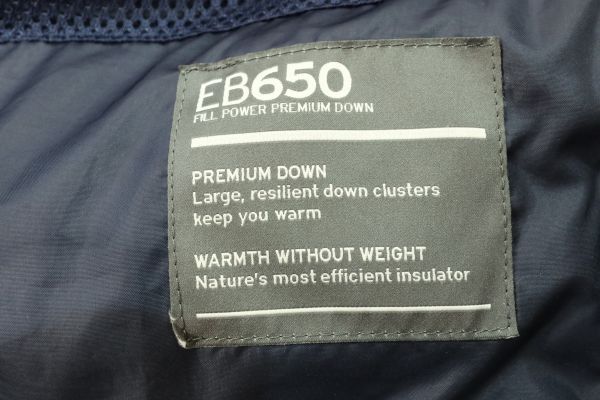 EB650
FILL POWER PREMIUM DOWN
PREMIUM DOWN
Large, resilient down clusters
keep you warm
WARMTH WITHOUT WEIGHT
Nature's most efficient insulator